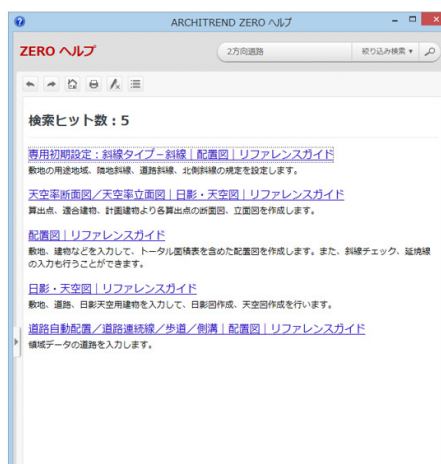 ARCHITREND ZERO ヘルプ
ZERO ヘルプ
2方向道路
絞り込み検索 ▾
検索ヒット数：5
専用初期設定：斜線タイプ－斜線｜配置図｜リファレンスガイド
敷地の用途地域、隣地斜線、道路斜線、北側斜線の規定を設定します。
天空率断面図／天空率立面図｜日影・天空図｜リファレンスガイド
算出点、適合建物、計画建物より各算出点の断面図、立面図を作成します。
配置図｜リファレンスガイド
敷地、建物などを入力して、トータル面積表を含めた配置図を作成します。また、斜線チェック、延焼線
の入力も行うことができます。
日影・天空図｜リファレンスガイド
敷地、道路、日影天空用建物を入力して、日影図作成、天空図作成を行います。
道路自動配置／道路連続線／歩道／側溝｜配置図｜リファレンスガイド
領域データの道路を入力します。